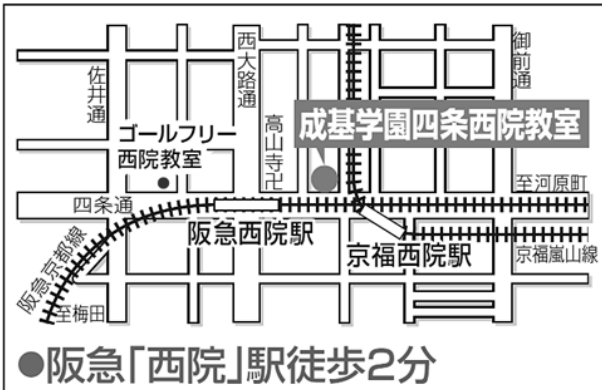 西大路通
御前通
佐井通
ゴールフリー
西院教室
高山寺卍
成基学園四条西院教室
至河原町
四条通
阪急西院駅
京福西院駅
京福嵐山線
阪急京都線
至梅田
●阪急「西院」駅徒歩2分